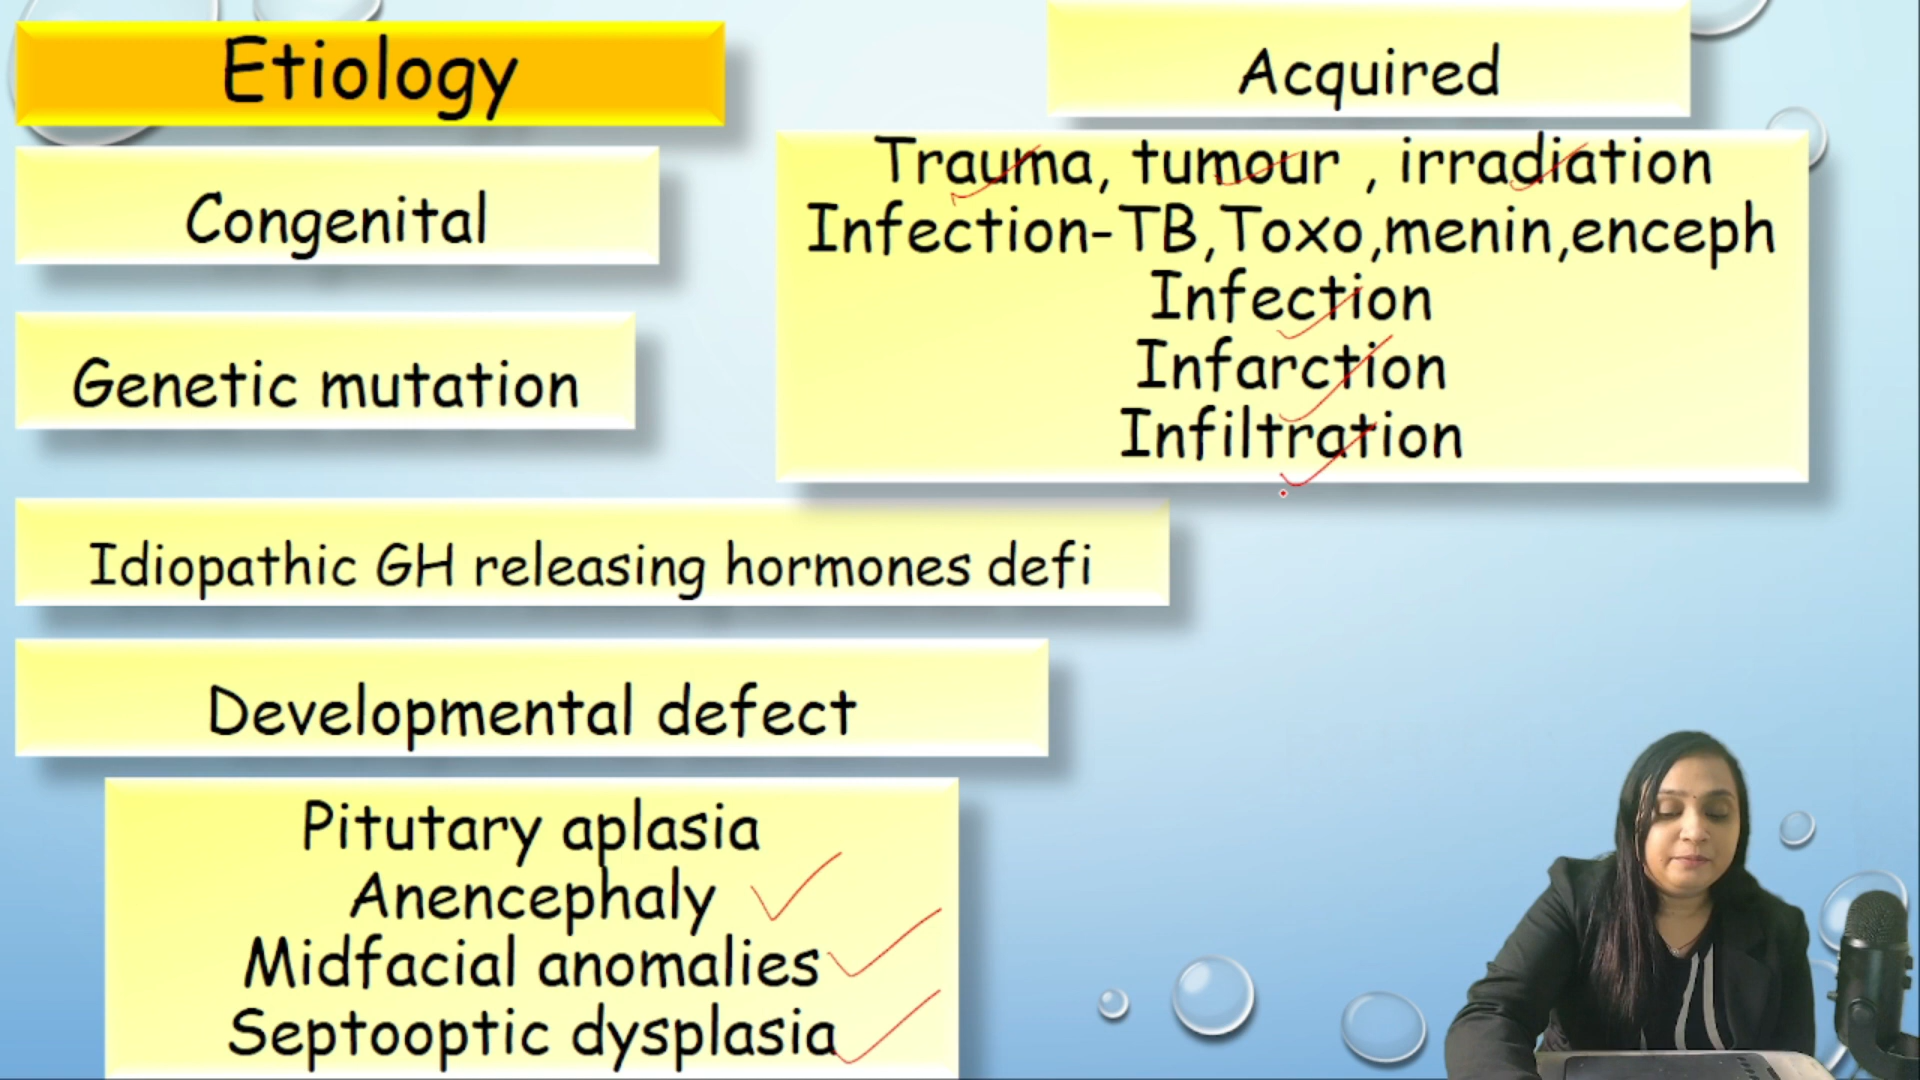 Etiology
Congenital
Genetic mutation
Idiopathic GH releasing hormones defi
Developmental defect
Pitutary aplasia
Anencephaly
Midfacial anomalies
Septooptic dysplasia
Acquired
Trauma, tumour , irradiation
Infection-TB,Toxo,menin,enceph
Infection
Infarction
Infiltration